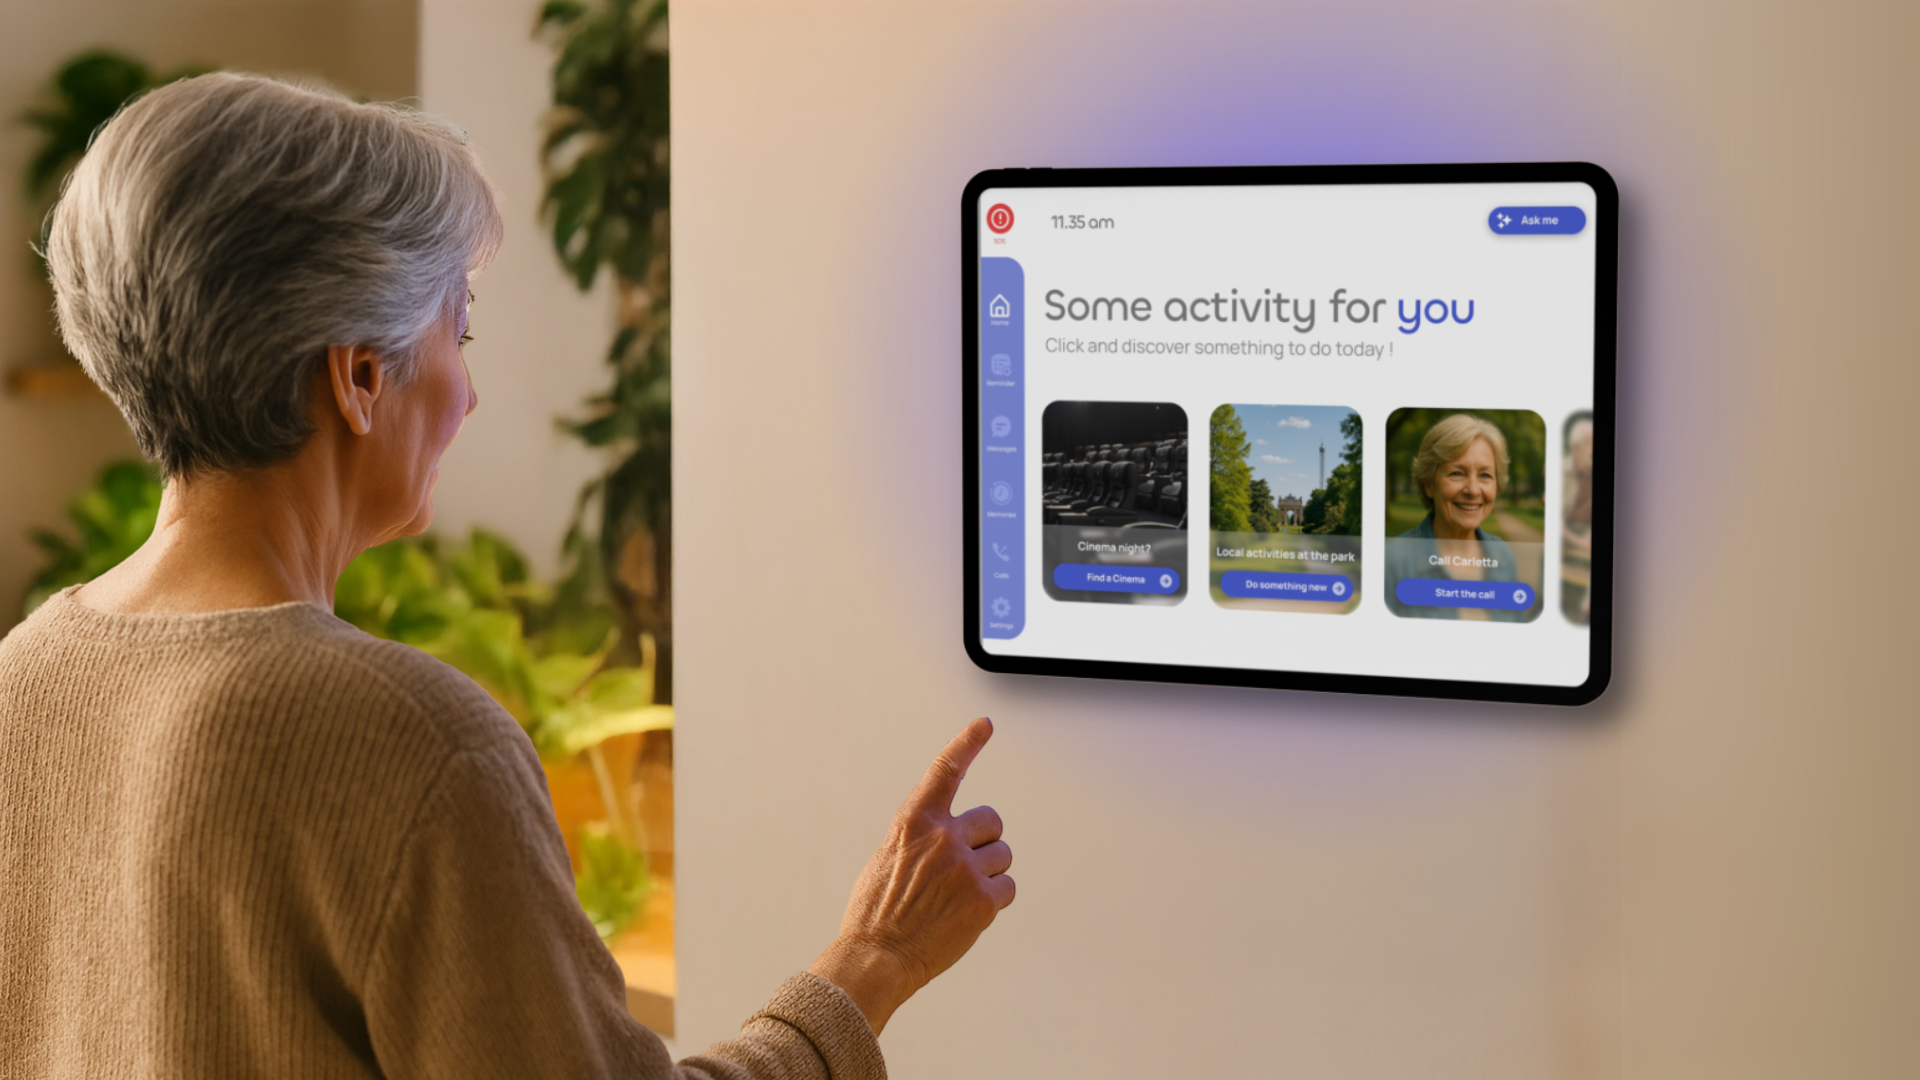 SOS
11.35 am
Ask me
Home
Reminder
Messages
Memories
Calls
Settings
Some activity for you
Click and discover something to do today !
Cinema night?
Find a Cinema
Local activities at the park
Do something new
Call Carletta
Start the call